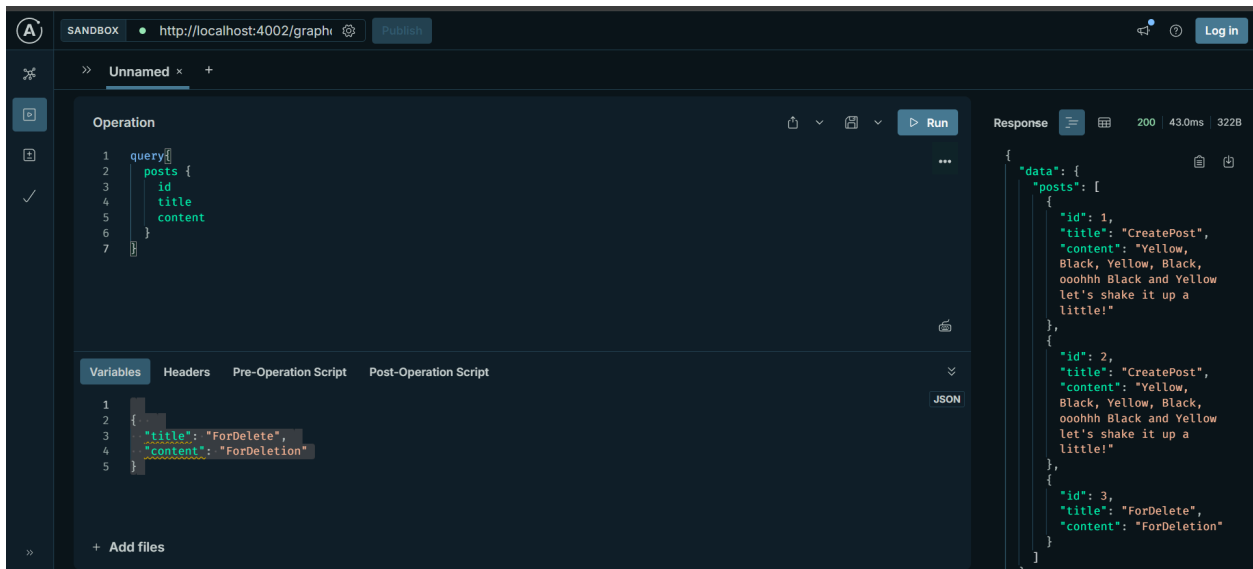 A
SANDBOX http://localhost:4002/graph Publish Log in
Unnamed × +
Operation
Run
1 query{
2 posts {
3 id
4 title
5 content
6 }
7 }
Variables Headers Pre-Operation Script Post-Operation Script
JSON
1
2 {
3 "title": "ForDelete",
4 "content": "ForDeletion"
5 }
+ Add files
Response 200 43.0ms 322B
{
"data": {
"posts": [
{
"id": 1,
"title": "CreatePost",
"content": "Yellow,
Black, Yellow, Black,
ooohhh Black and Yellow
let's shake it up a
little!"
},
{
"id": 2,
"title": "CreatePost",
"content": "Yellow,
Black, Yellow, Black,
ooohhh Black and Yellow
let's shake it up a
little!"
},
{
"id": 3,
"title": "ForDelete",
"content": "ForDeletion"
}
]